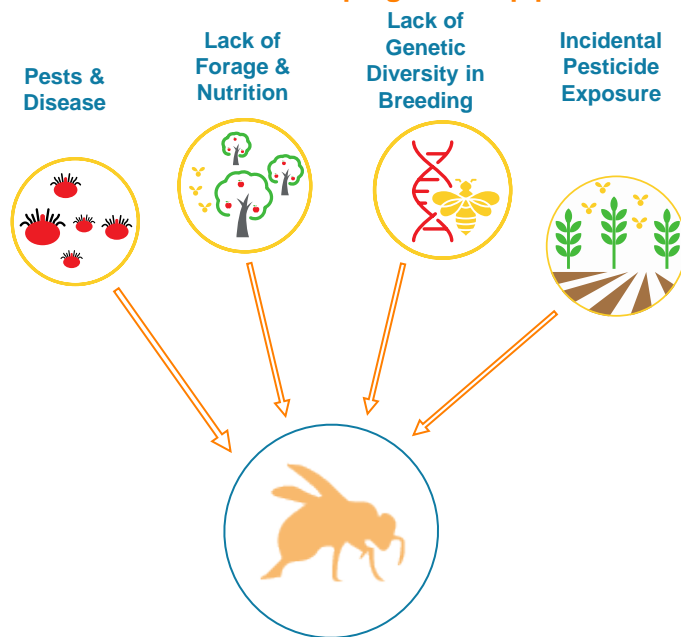 Pests &
Disease
Lack of
Forage &
Nutrition
Lack of
Genetic
Diversity in
Breeding
Incidental
Pesticide
Exposure